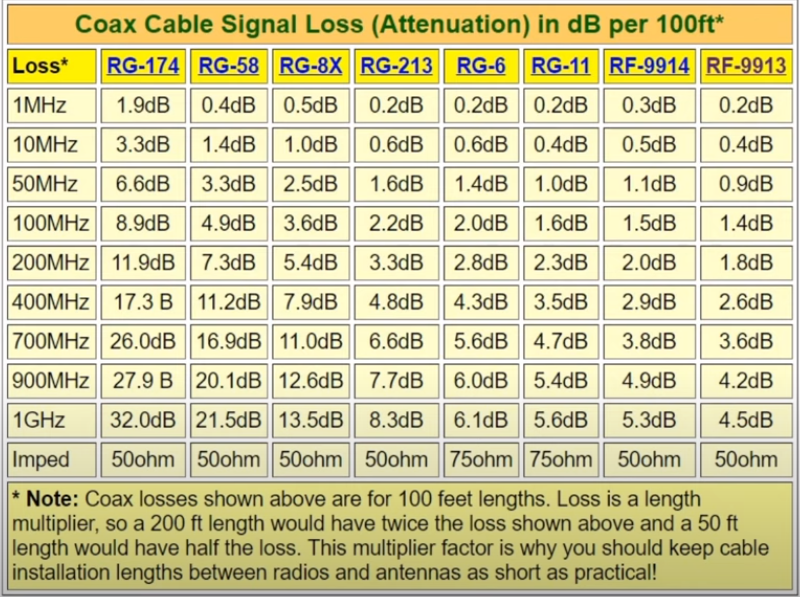 Coax Cable Signal Loss (Attenuation) in dB per 100ft*
Loss* RG-174 RG-58 RG-8X RG-213 RG-6 RG-11 RF-9914 RF-9913
1MHz 1.9dB 0.4dB 0.5dB 0.2dB 0.2dB 0.2dB 0.3dB 0.2dB
10MHz 3.3dB 1.4dB 1.0dB 0.6dB 0.6dB 0.4dB 0.5dB 0.4dB
50MHz 6.6dB 3.3dB 2.5dB 1.6dB 1.4dB 1.0dB 1.1dB 0.9dB
100MHz 8.9dB 4.9dB 3.6dB 2.2dB 2.0dB 1.6dB 1.5dB 1.4dB
200MHz 11.9dB 7.3dB 5.4dB 3.3dB 2.8dB 2.3dB 2.0dB 1.8dB
400MHz 17.3 B 11.2dB 7.9dB 4.8dB 4.3dB 3.5dB 2.9dB 2.6dB
700MHz 26.0dB 16.9dB 11.0dB 6.6dB 5.6dB 4.7dB 3.8dB 3.6dB
900MHz 27.9 B 20.1dB 12.6dB 7.7dB 6.0dB 5.4dB 4.9dB 4.2dB
1GHz 32.0dB 21.5dB 13.5dB 8.3dB 6.1dB 5.6dB 5.3dB 4.5dB
Imped 50ohm 50ohm 50ohm 50ohm 75ohm 75ohm 50ohm 50ohm
* Note: Coax losses shown above are for 100 feet lengths. Loss is a length
multiplier, so a 200 ft length would have twice the loss shown above and a 50 ft
length would have half the loss. This multiplier factor is why you should keep cable
installation lengths between radios and antennas as short as practical!